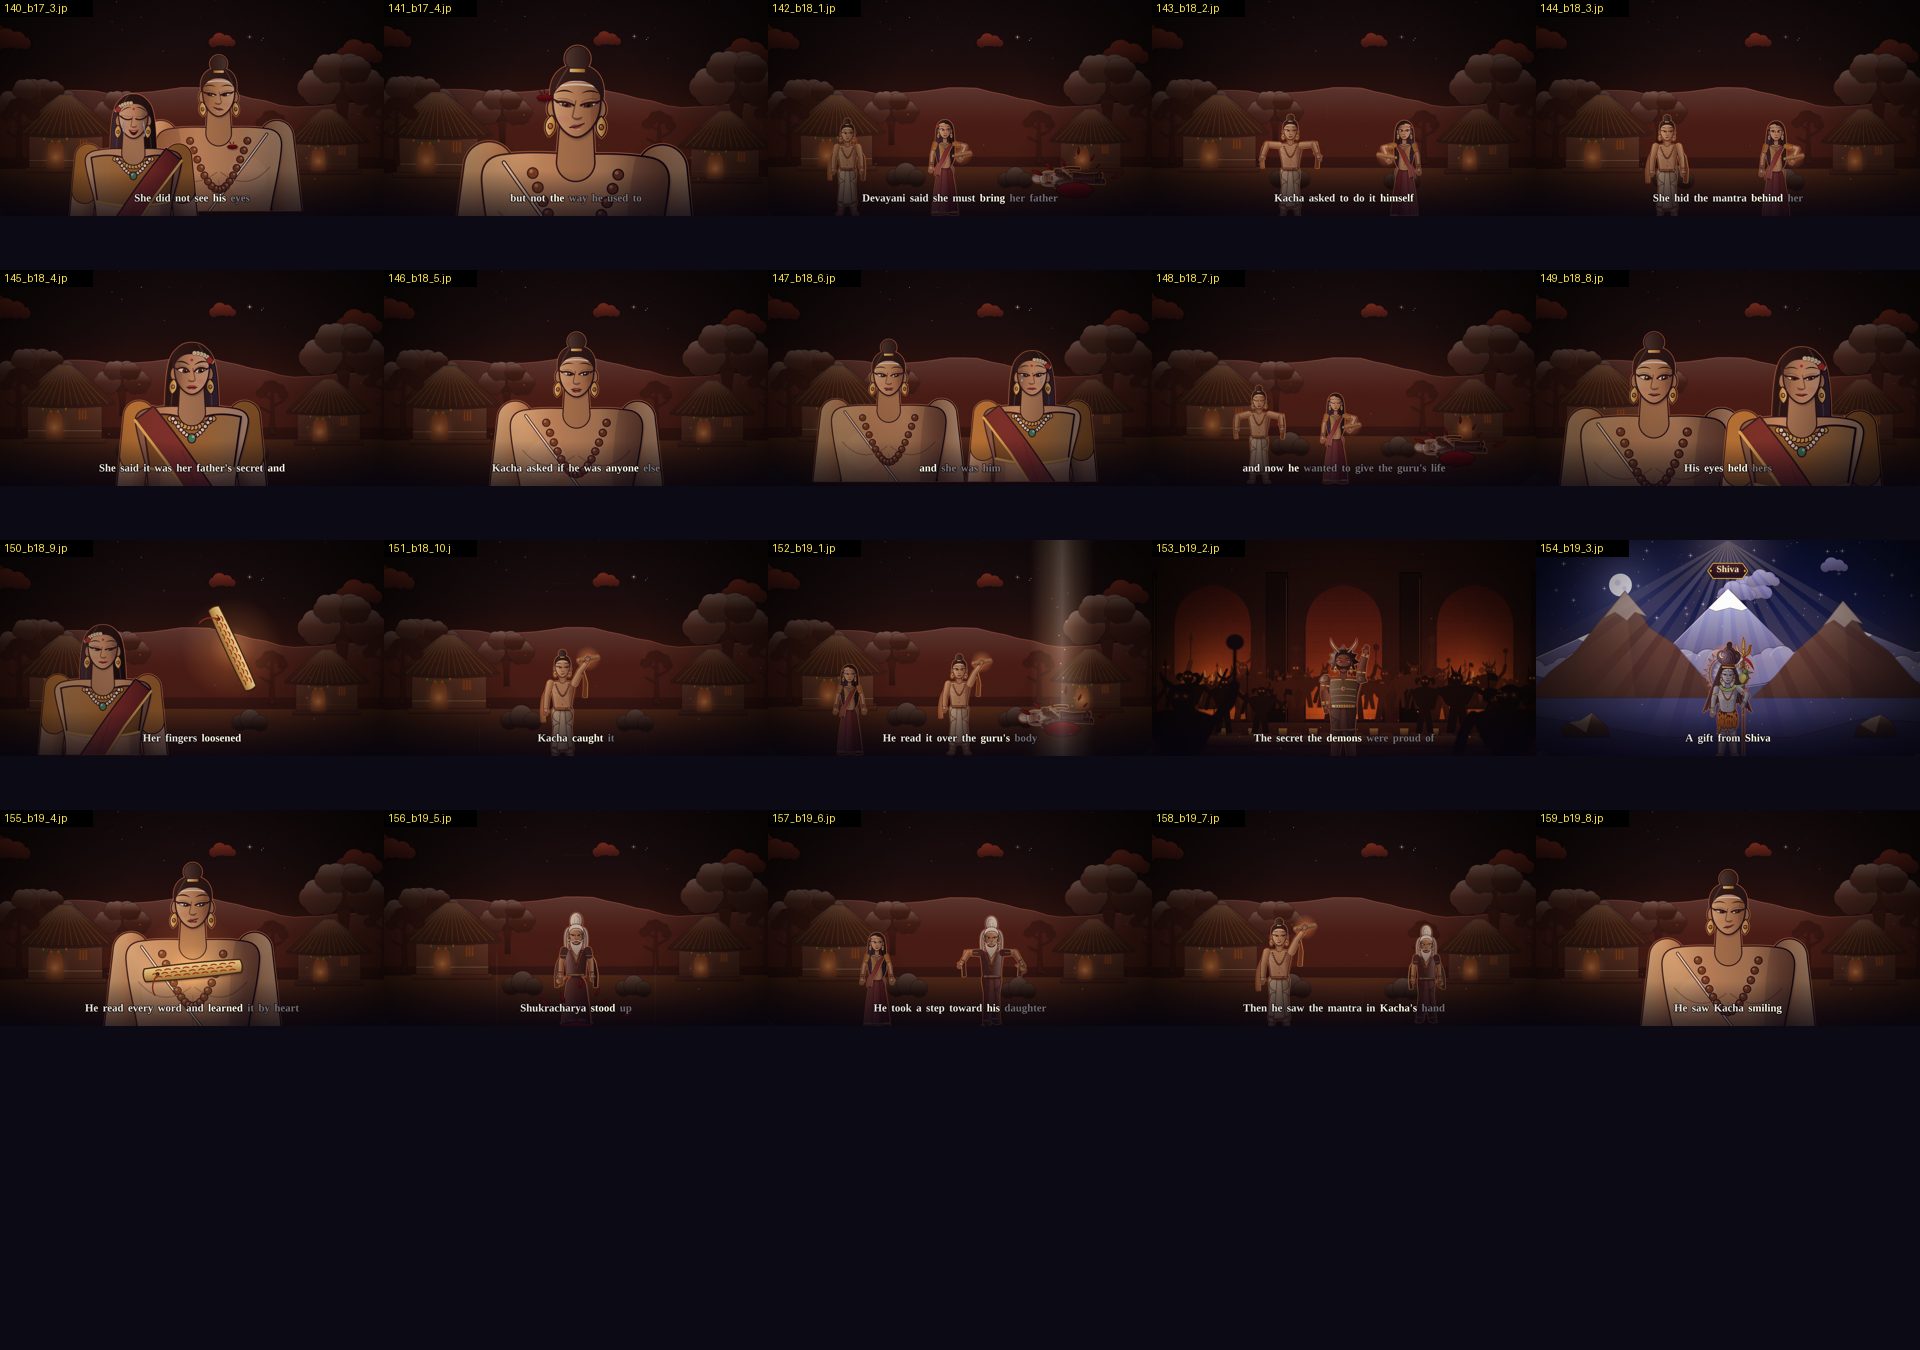 140_b17_3.jp
141_b17_4.jp
142_b18_1.jp
143_b18_2.jp
144_b18_3.jp
She did not see his eyes
but not the way he used to
Devayani said she must bring her father
Kacha asked to do it himself
She hid the mantra behind her
145_b18_4.jp
146_b18_5.jp
147_b18_6.jp
148_b18_7.jp
149_b18_8.jp
She said it was her father's secret and
Kacha asked if he was anyone else
and she was him
and now he wanted to give the guru's life
His eyes held hers
150_b18_9.jp
151_b18_10.j
152_b19_1.jp
153_b19_2.jp
154_b19_3.jp
Shiva
Her fingers loosened
Kacha caught it
He read it over the guru's body
The secret the demons were proud of
A gift from Shiva
155_b19_4.jp
156_b19_5.jp
157_b19_6.jp
158_b19_7.jp
159_b19_8.jp
He read every word and learned it by heart
Shukracharya stood up
He took a step toward his daughter
Then he saw the mantra in Kacha's hand
He saw Kacha smiling